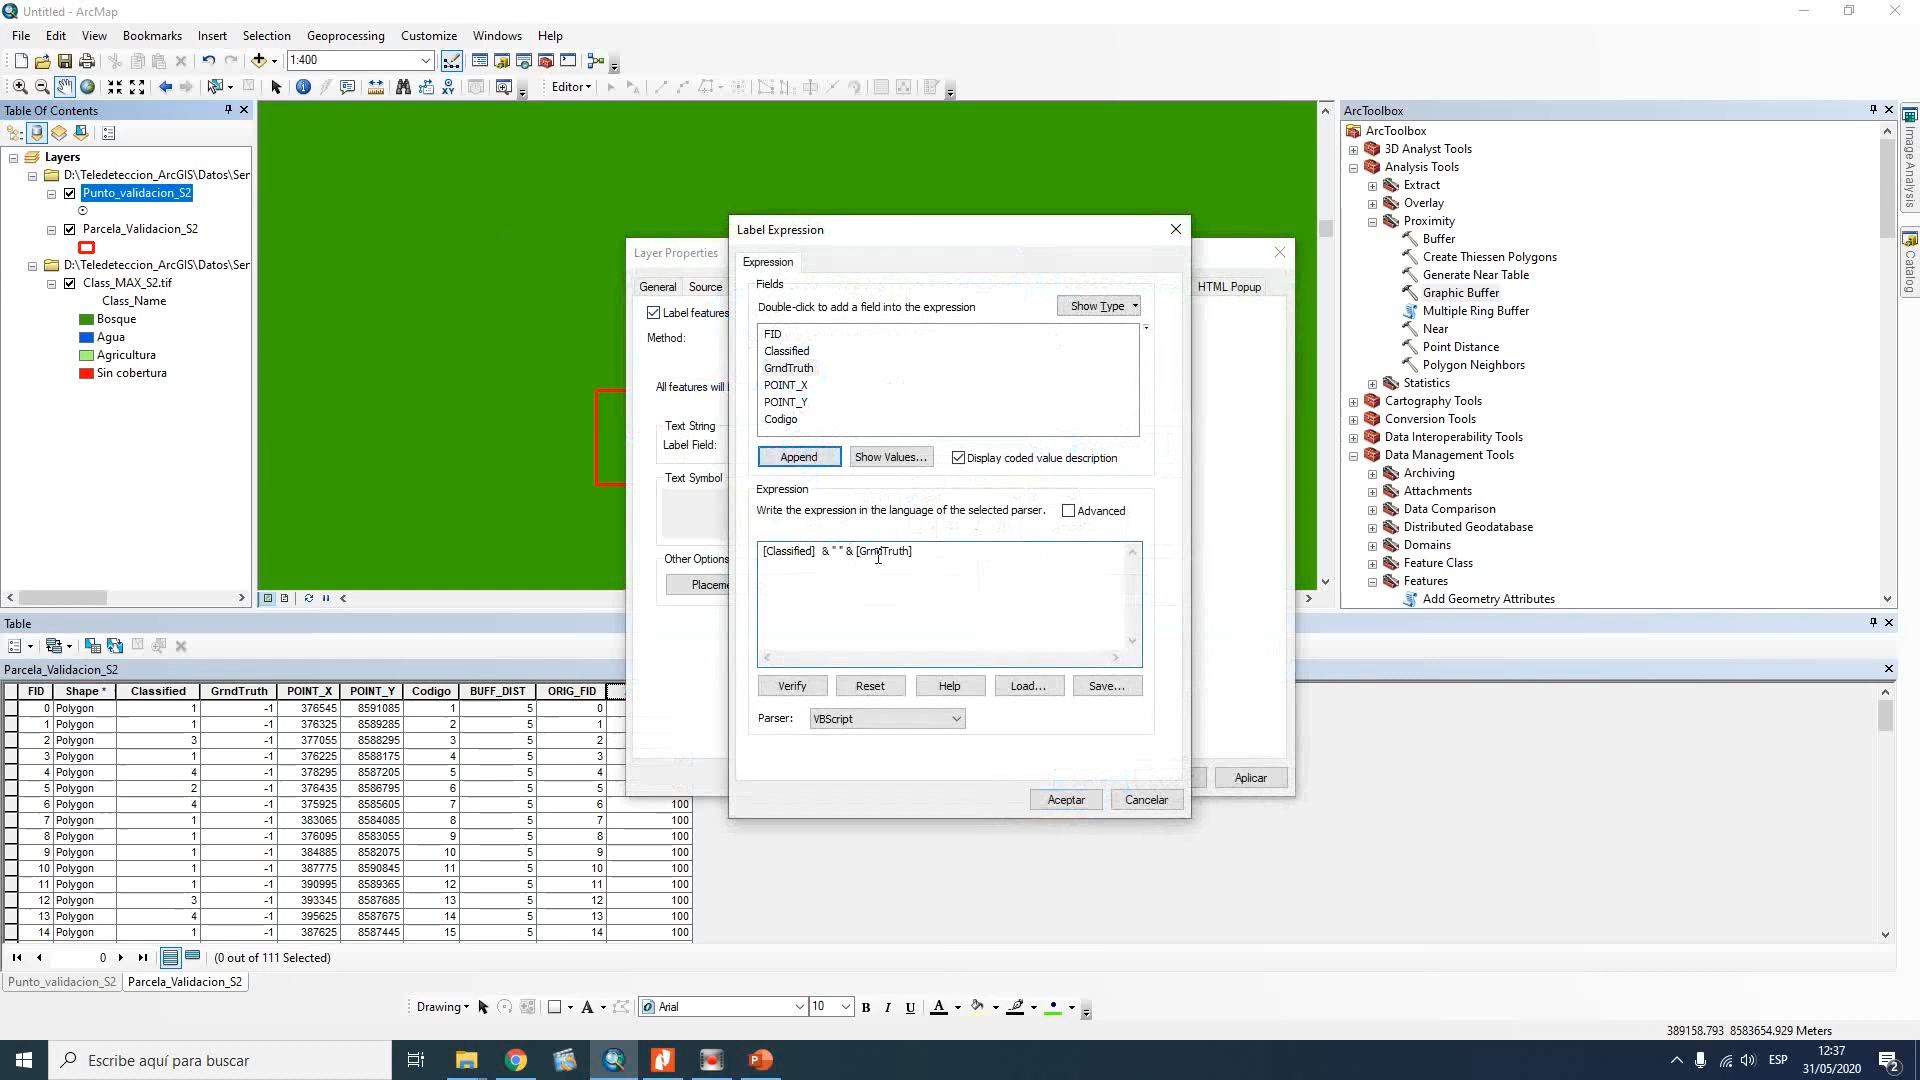 Untitled - ArcMap
File Edit View Bookmarks Insert Selection Geoprocessing Customize Windows Help
1:400
Editor
Table Of Contents
Layers
D:\Teledeteccion_ArcGIS\Datos\Ser
Punto_validacion_S2
Parcela_Validacion_S2
D:\Teledeteccion_ArcGIS\Datos\Ser
Class_MAX_S2.tif
Class_Name
Bosque
Agua
Agricultura
Sin cobertura
Layer Properties
General Source HTML Popup
Label features
Method:
All features will
Text String
Label Field:
Text Symbol
Other Options
Placeme
Aplicar
Label Expression
Expression
Fields
Double-click to add a field into the expression
Show Type
FID
Classified
GrndTruth
POINT_X
POINT_Y
Codigo
Append Show Values... Display coded value description
Expression
Write the expression in the language of the selected parser. Advanced
[Classified] & " " & [GrndTruth]
Verify Reset Help Load... Save...
Parser: VBScript
Aceptar Cancelar
ArcToolbox
ArcToolbox
3D Analyst Tools
Analysis Tools
Extract
Overlay
Proximity
Buffer
Create Thiessen Polygons
Generate Near Table
Graphic Buffer
Multiple Ring Buffer
Near
Point Distance
Polygon Neighbors
Statistics
Cartography Tools
Conversion Tools
Data Interoperability Tools
Data Management Tools
Archiving
Attachments
Data Comparison
Distributed Geodatabase
Domains
Feature Class
Features
Add Geometry Attributes
Image Analysis
Catalog
Table
Parcela_Validacion_S2
FID Shape * Classified GrndTruth POINT_X POINT_Y Codigo BUFF_DIST ORIG_FID
0 Polygon 1 -1 376545 8591085 1 5 0
1 Polygon 1 -1 376325 8589285 2 5 1
2 Polygon 3 -1 377055 8588295 3 5 2
3 Polygon 1 -1 376225 8588175 4 5 3
4 Polygon 4 -1 378295 8587205 5 5 4
5 Polygon 2 -1 376435 8586795 6 5 5
6 Polygon 4 -1 375925 8585605 7 5 6 100
7 Polygon 1 -1 383065 8584085 8 5 7 100
8 Polygon 1 -1 376095 8583055 9 5 8 100
9 Polygon 1 -1 384885 8582075 10 5 9 100
10 Polygon 1 -1 387775 8590845 11 5 10 100
11 Polygon 1 -1 390995 8589365 12 5 11 100
12 Polygon 3 -1 393345 8587685 13 5 12 100
13 Polygon 4 -1 395625 8587675 14 5 13 100
14 Polygon 1 -1 387625 8587445 15 5 14 100
0 (0 out of 111 Selected)
Punto_validacion_S2 Parcela_Validacion_S2
Drawing A Arial 10 B I U A
389158.793 8583654.929 Meters
Escribe aquí para buscar
ESP
12:37
31/05/2020
2